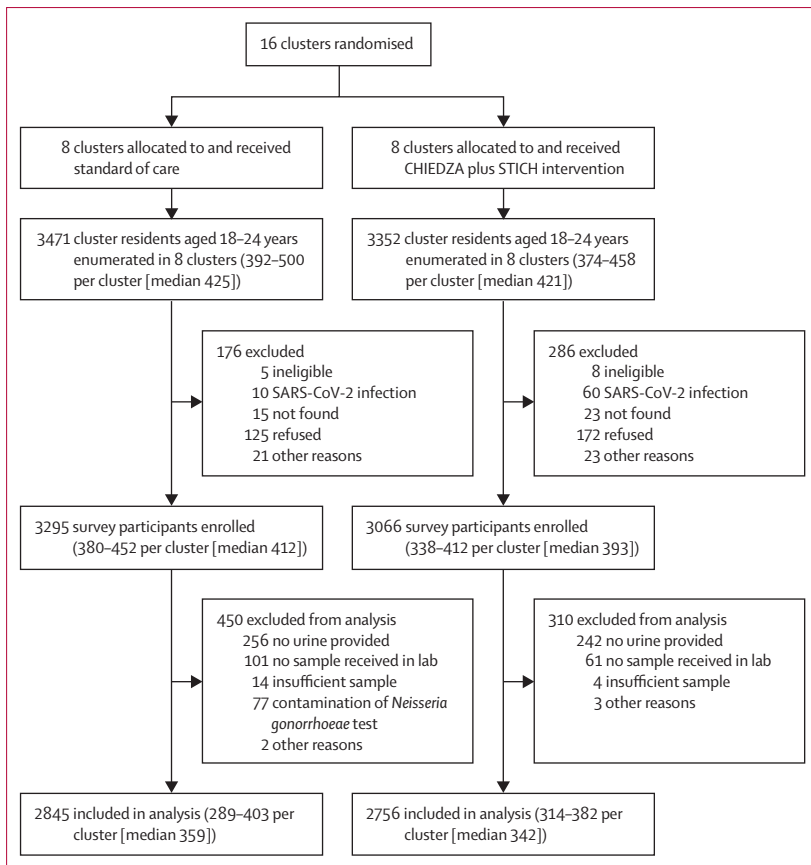 16 clusters randomised
8 clusters allocated to and received
standard of care
8 clusters allocated to and received
CHIEDZA plus STICH intervention
3471 cluster residents aged 18–24 years
enumerated in 8 clusters (392–500
per cluster [median 425])
3352 cluster residents aged 18–24 years
enumerated in 8 clusters (374–458
per cluster [median 421])
176 excluded
5 ineligible
10 SARS-CoV-2 infection
15 not found
125 refused
21 other reasons
286 excluded
8 ineligible
60 SARS-CoV-2 infection
23 not found
172 refused
23 other reasons
3295 survey participants enrolled
(380–452 per cluster [median 412])
3066 survey participants enrolled
(338–412 per cluster [median 393])
450 excluded from analysis
256 no urine provided
101 no sample received in lab
14 insufficient sample
77 contamination of Neisseria
gonorrhoeae test
2 other reasons
310 excluded from analysis
242 no urine provided
61 no sample received in lab
4 insufficient sample
3 other reasons
2845 included in analysis (289–403 per
cluster [median 359])
2756 included in analysis (314–382 per
cluster [median 342])